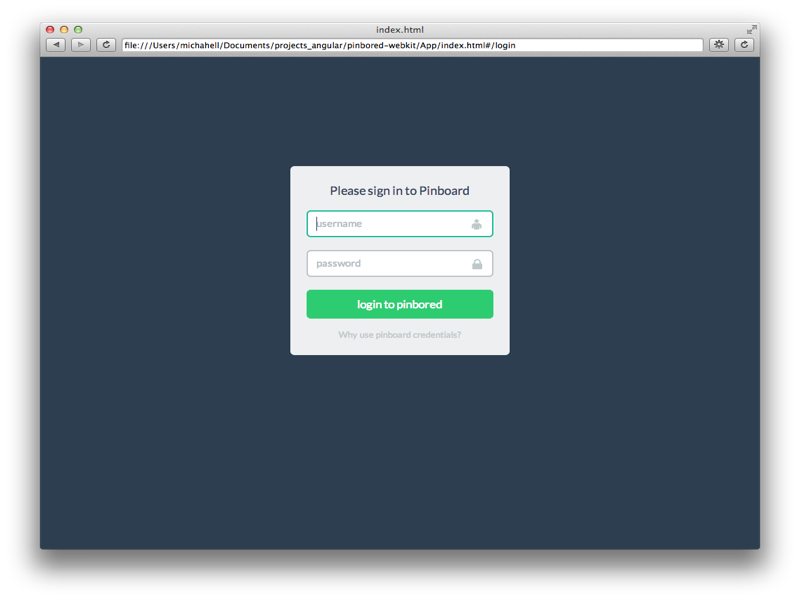 index.html
file:///Users/michahell/Documents/projects_angular/pinbored-webkit/App/index.html#/login
Please sign in to Pinboard
username
password
login to pinbored
Why use pinboard credentials?